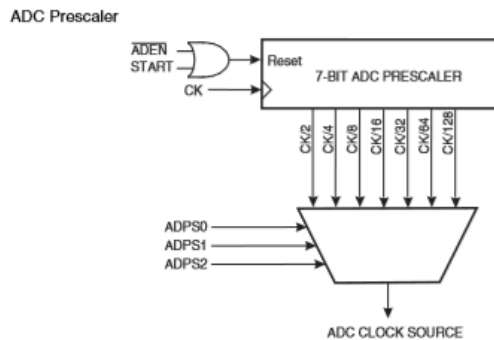 ADC Prescaler
ADEN
START
Reset
CK
7-BIT ADC PRESCALER
CK/2
CK/4
CK/8
CK/16
CK/32
CK/64
CK/128
ADPS0
ADPS1
ADPS2
ADC CLOCK SOURCE